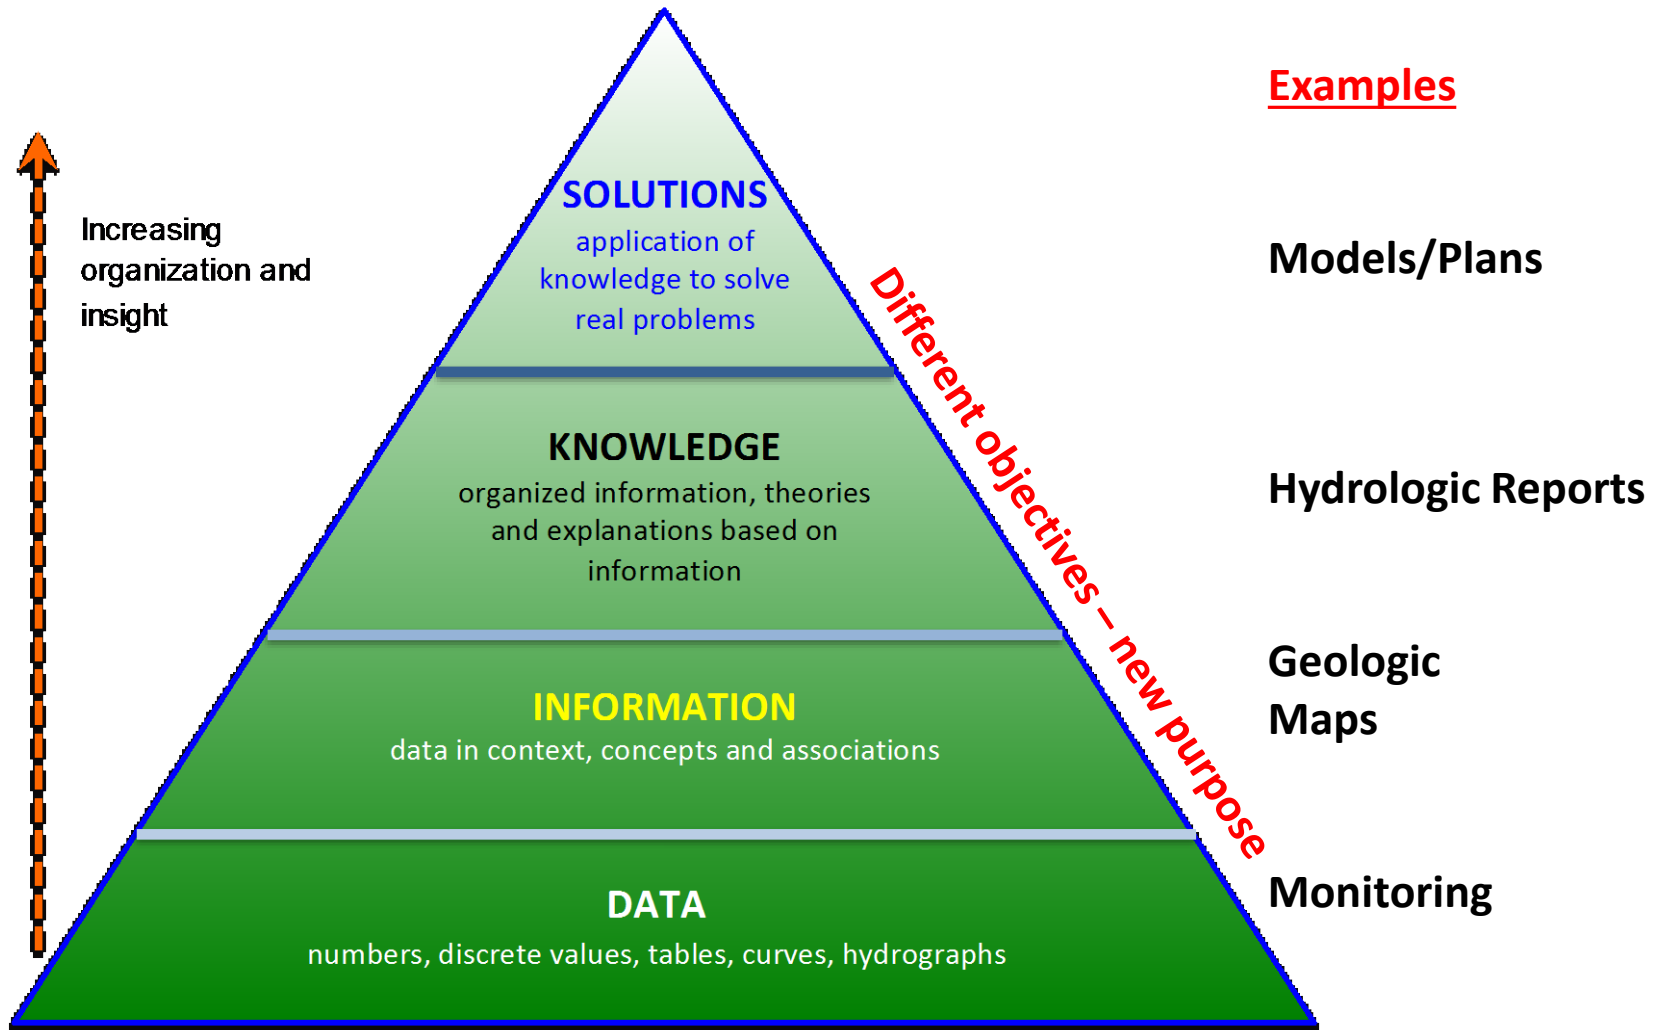 Examples
SOLUTIONS
application of
knowledge to solve
real problems
Increasing
organization and
insight
Models/Plans
Different objectives – new purpose
KNOWLEDGE
organized information, theories
and explanations based on
information
Hydrologic Reports
INFORMATION
data in context, concepts and associations
Geologic
Maps
DATA
numbers, discrete values, tables, curves, hydrographs
Monitoring